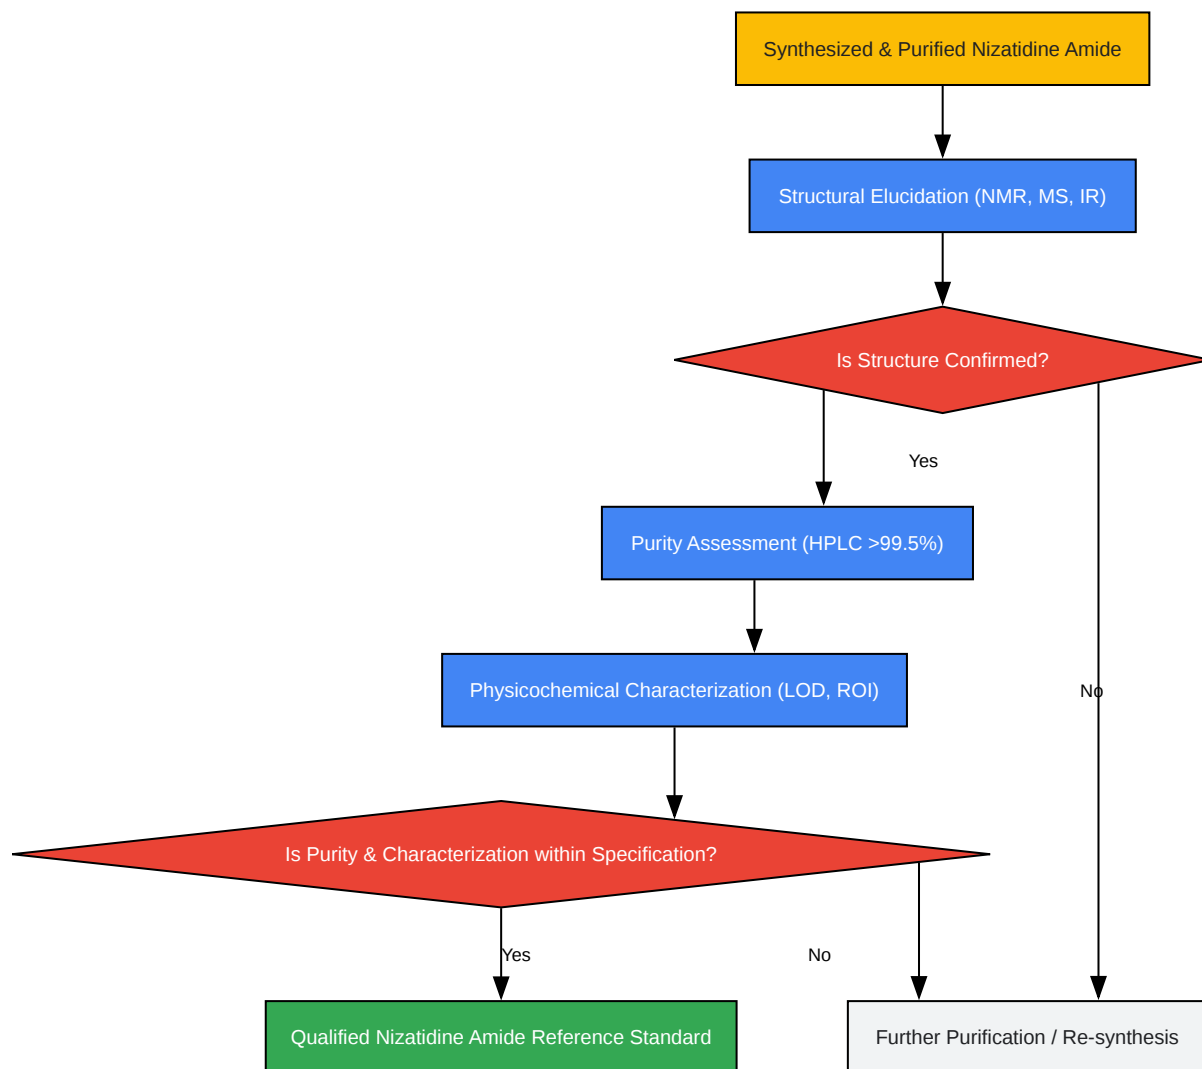 Synthesized & Purified Nizatidine Amide
Structural Elucidation (NMR, MS, IR)
Is Structure Confirmed?
Yes
Purity Assessment (HPLC >99.5%)
Physicochemical Characterization (LOD, ROI)
No
Is Purity & Characterization within Specification?
Yes
No
Qualified Nizatidine Amide Reference Standard
Further Purification / Re-synthesis